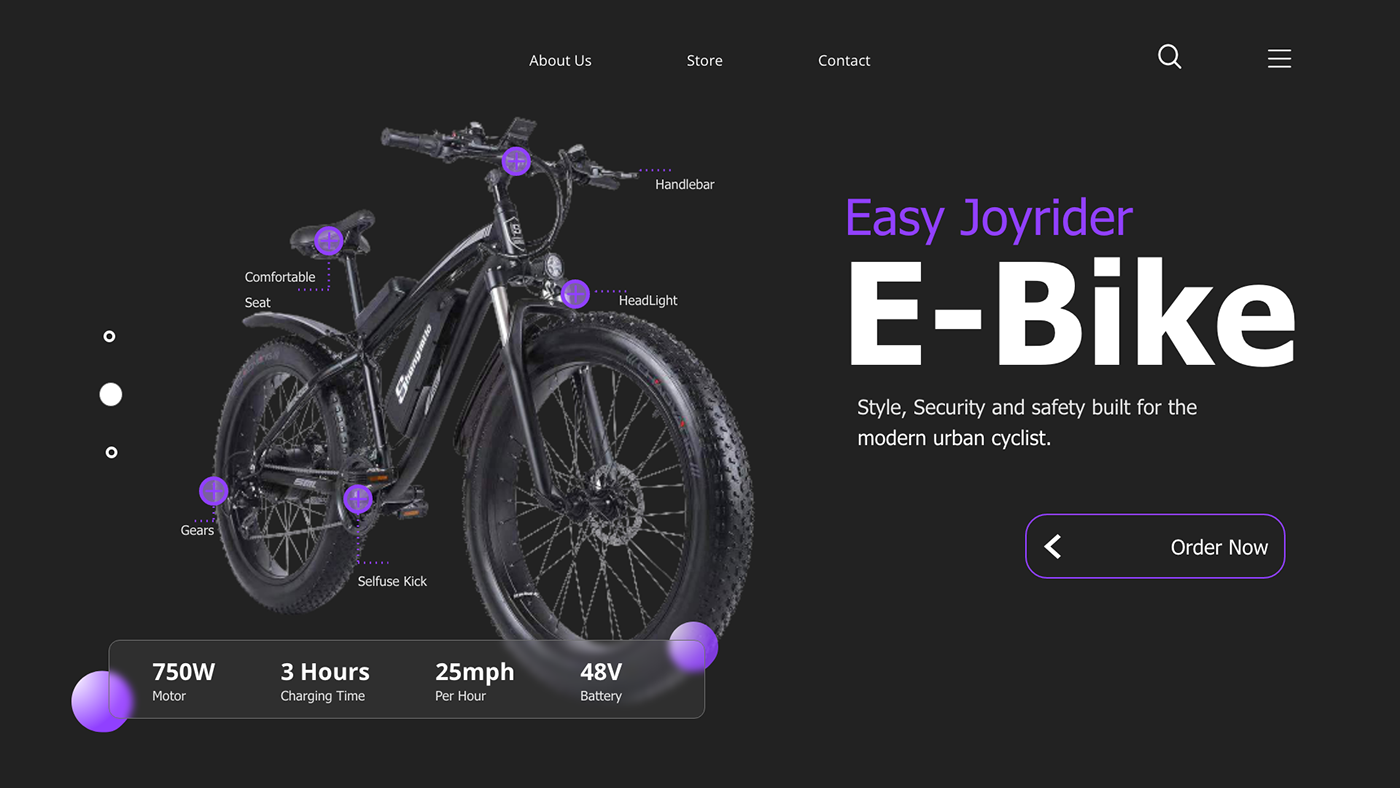 About Us
Store
Contact
Handlebar
Comfortable
Seat
HeadLight
Easy Joyrider
E-Bike
Style, Security and safety built for the
modern urban cyclist.
Gears
Selfuse Kick
Order Now
750W
Motor
3 Hours
Charging Time
25mph
Per Hour
48V
Battery